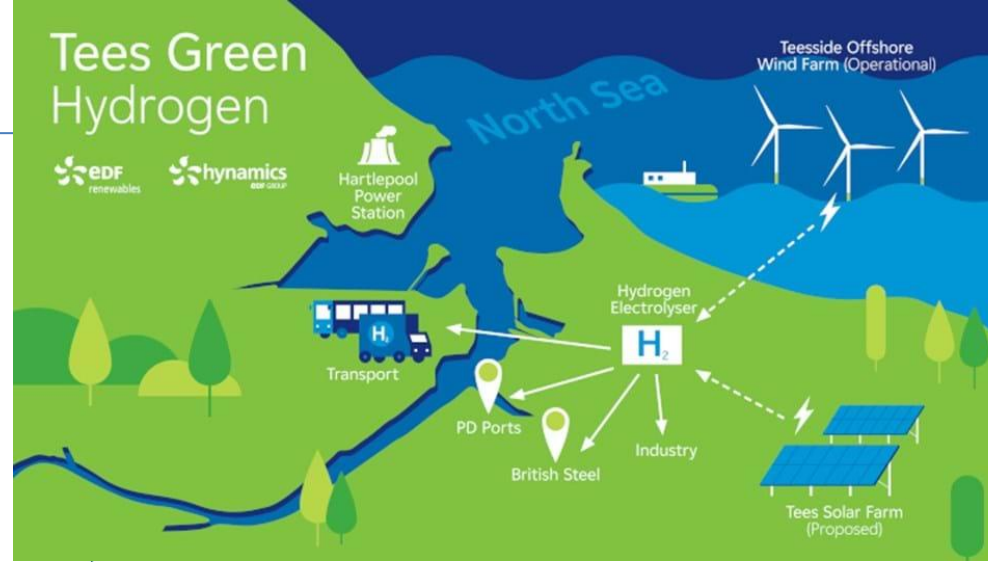 Tees Green
Hydrogen
eDF
renewables
hynamics
EDF GROUP
Teesside Offshore
Wind Farm (Operational)
North Sea
Hartlepool
Power
Station
Hydrogen
Electrolyser
H₂
H₂
Transport
PD Ports
British Steel
Industry
Tees Solar Farm
(Proposed)